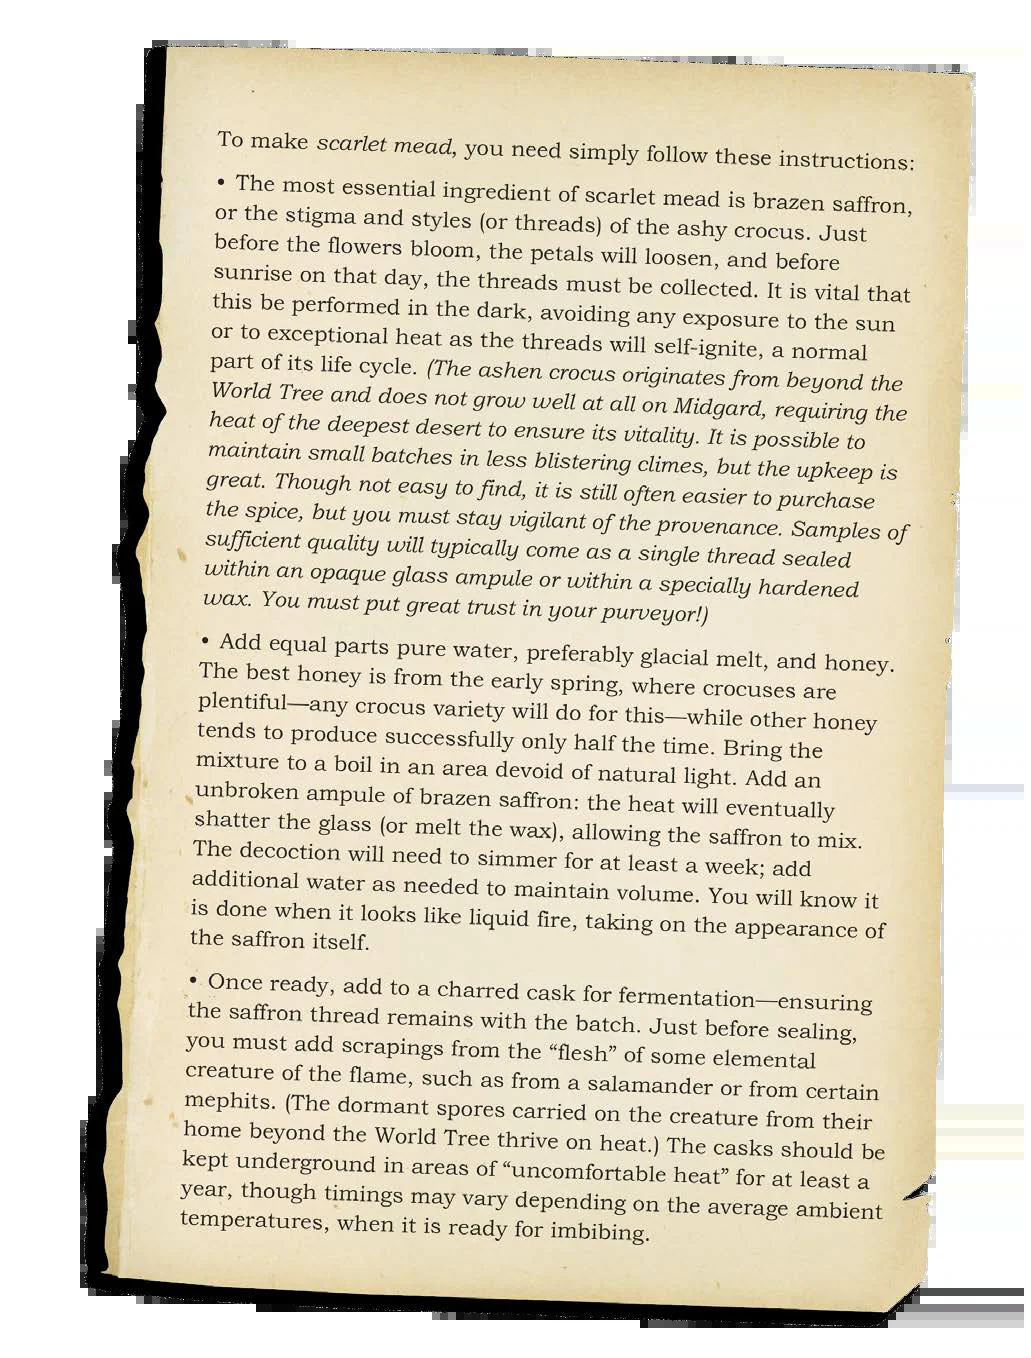 To make scarlet mead, you need simply follow these instructions:
• The most essential ingredient of scarlet mead is brazen saffron,
or the stigma and styles (or threads) of the ashy crocus. Just
before the flowers bloom, the petals will loosen, and before
sunrise on that day, the threads must be collected. It is vital that
this be performed in the dark, avoiding any exposure to the sun
or to exceptional heat as the threads will self-ignite, a normal
part of its life cycle. (The ashen crocus originates from beyond the
World Tree and does not grow well at all on Midgard, requiring the
heat of the deepest desert to ensure its vitality. It is possible to
maintain small batches in less blistering climes, but the upkeep is
great. Though not easy to find, it is still often easier to purchase
the spice, but you must stay vigilant of the provenance. Samples of
sufficient quality will typically come as a single thread sealed
within an opaque glass ampule or within a specially hardened
wax. You must put great trust in your purveyor!)
• Add equal parts pure water, preferably glacial melt, and honey.
The best honey is from the early spring, where crocuses are
plentiful—any crocus variety will do for this—while other honey
tends to produce successfully only half the time. Bring the
mixture to a boil in an area devoid of natural light. Add an
unbroken ampule of brazen saffron: the heat will eventually
shatter the glass (or melt the wax), allowing the saffron to mix.
The decoction will need to simmer for at least a week; add
additional water as needed to maintain volume. You will know it
is done when it looks like liquid fire, taking on the appearance of
the saffron itself.
• Once ready, add to a charred cask for fermentation—ensuring
the saffron thread remains with the batch. Just before sealing,
you must add scrapings from the “flesh” of some elemental
creature of the flame, such as from a salamander or from certain
mephits. (The dormant spores carried on the creature from their
home beyond the World Tree thrive on heat.) The casks should be
kept underground in areas of “uncomfortable heat” for at least a
year, though timings may vary depending on the average ambient
temperatures, when it is ready for imbibing.